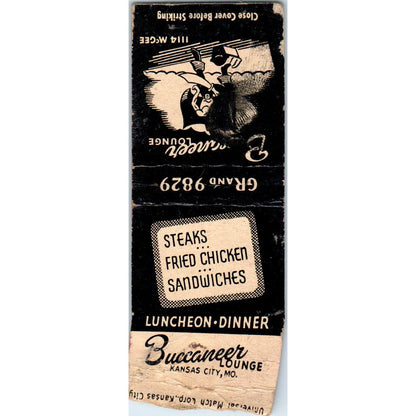 Close Cover Before Striking
1114 McGEE
Buccaneer
LOUNGE
GRAND 9829
STEAKS
...
FRIED CHICKEN
...
SANDWICHES
LUNCHEON • DINNER
Buccaneer
LOUNGE
KANSAS CITY, MO.
Universal Match Corp., Kansas City